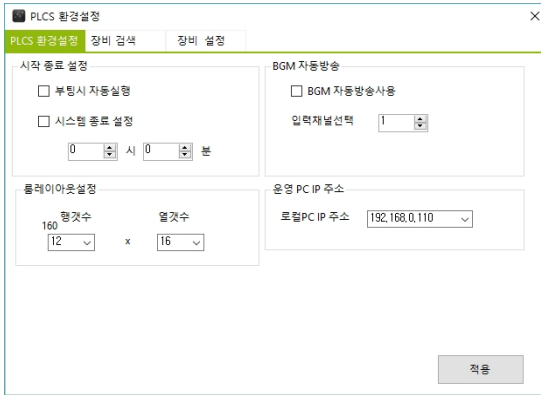 PLCS 환경설정
PLCS 환경설정 장비 검색 장비 설정
시작 종료 설정
부팅시 자동실행
시스템 종료 설정
0 시 0 분
BGM 자동방송
BGM 자동방송사용
입력채널선택 1
룸레이아웃설정
행갯수 열갯수
160
12 x 16
운영 PC IP 주소
로컬PC IP 주소 192,168,0,110
적용